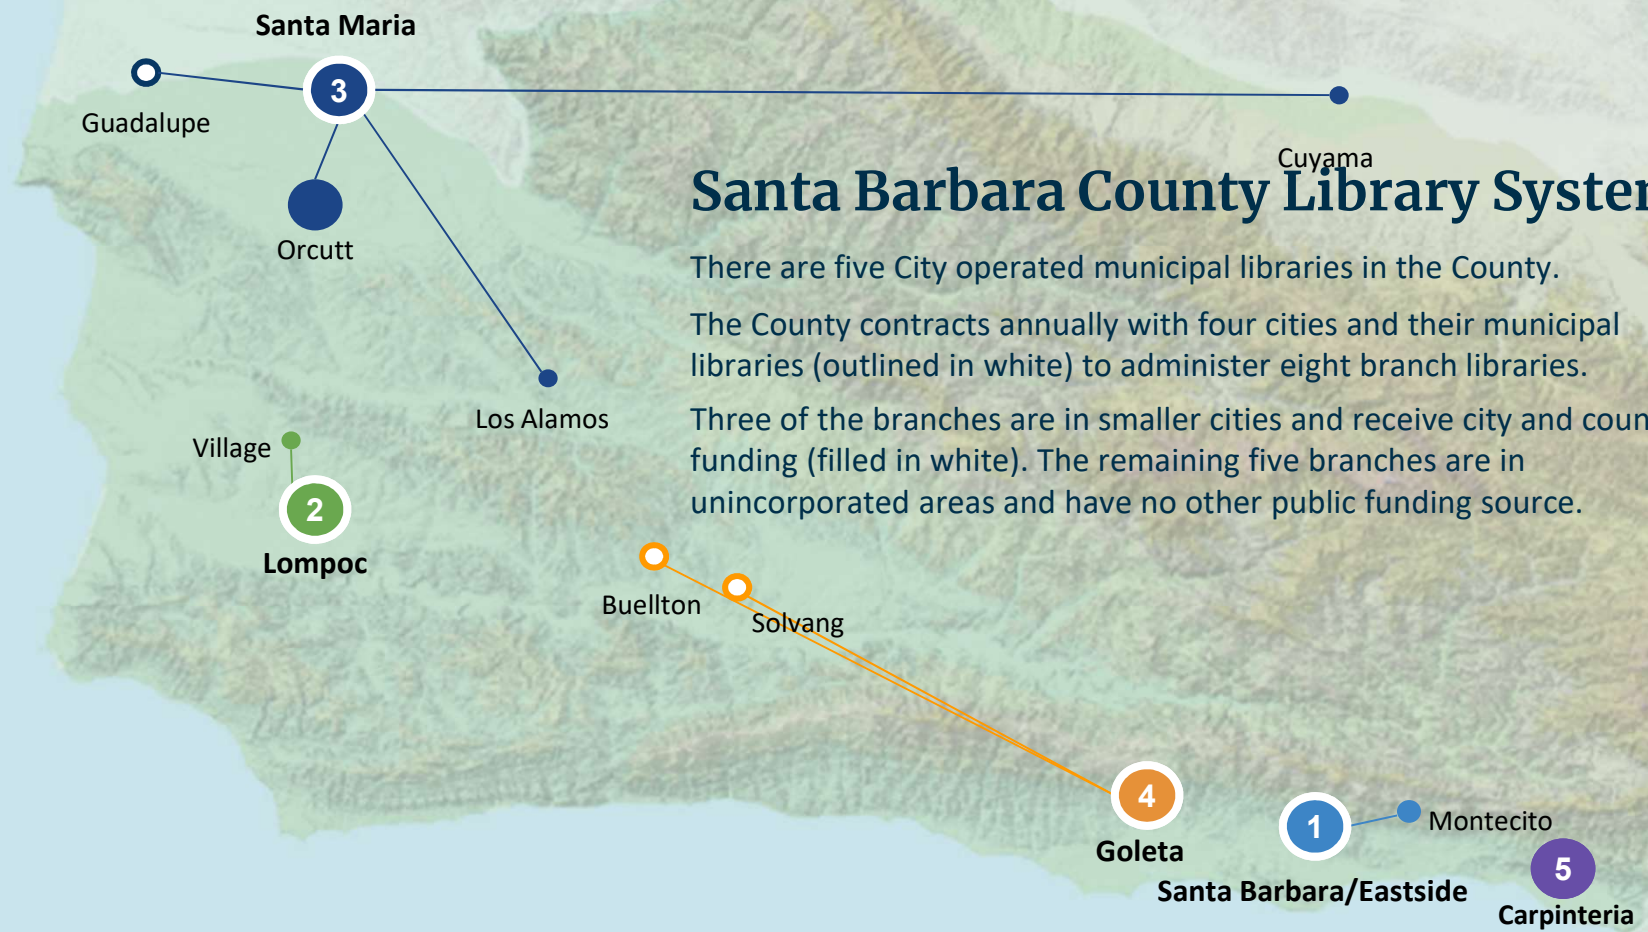 Santa Maria
3
Guadalupe
Cuyama
Orcutt
Santa Barbara County Library
There are five City operated municipal libraries in the County.
The County contracts annually with four cities and their municipal
libraries (outlined in white) to administer eight branch libraries.
Three of the branches are in smaller cities and receive city and
funding (filled in white). The remaining five branches are in
unincorporated areas and have no other public funding source.
Los Alamos
Village
2
Lompoc
Buellton
Solvang
4
Goleta
1
Montecito
Santa Barbara/Eastside
5
Carpinteria